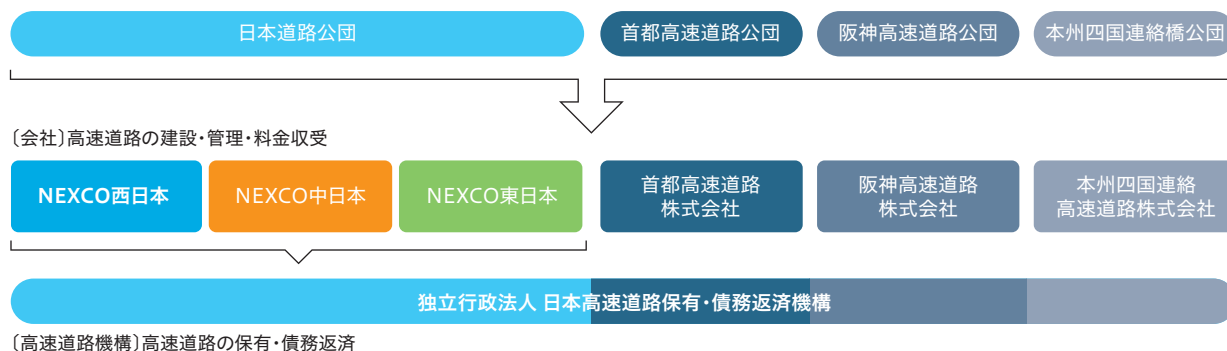 日本道路公団
首都高速道路公団
阪神高速道路公団
本州四国連絡橋公団
〔会社〕高速道路の建設・管理・料金収受
NEXCO西日本
NEXCO中日本
NEXCO東日本
首都高速道路
株式会社
阪神高速道路
株式会社
本州四国連絡
高速道路株式会社
独立行政法人 日本高速道路保有・債務返済機構
〔高速道路機構〕高速道路の保有・債務返済